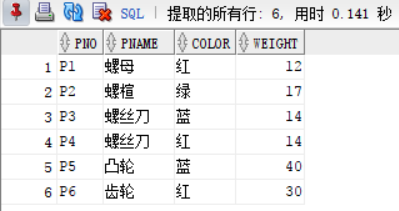 SQL | 提取的所有行: 6, 用时 0.141 秒
PNO PNAME COLOR WEIGHT
1 P1 螺母 红 12
2 P2 螺楦 绿 17
3 P3 螺丝刀 蓝 14
4 P4 螺丝刀 红 14
5 P5 凸轮 蓝 40
6 P6 齿轮 红 30